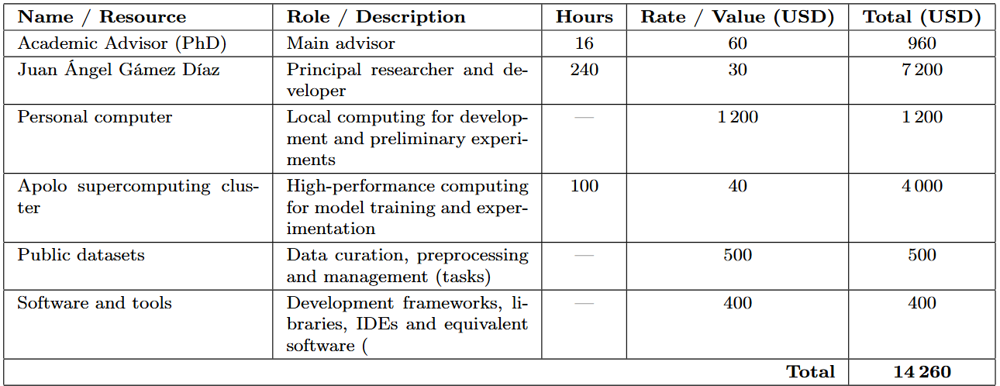 Name / Resource Role / Description Hours Rate / Value (USD) Total (USD)
Academic Advisor (PhD) Main advisor 16 60 960
Juan Ángel Gámez Díaz Principal researcher and de- 240 30 7 200
veloper
Personal computer Local computing for develop- — 1 200 1 200
ment and preliminary experi-
ments
Apolo supercomputing clus- High-performance computing 100 40 4 000
ter for model training and exper-
imentation
Public datasets Data curation, preprocessing — 500 500
and management (tasks)
Software and tools Development frameworks, li- — 400 400
braries, IDEs and equivalent
software (
Total 14 260